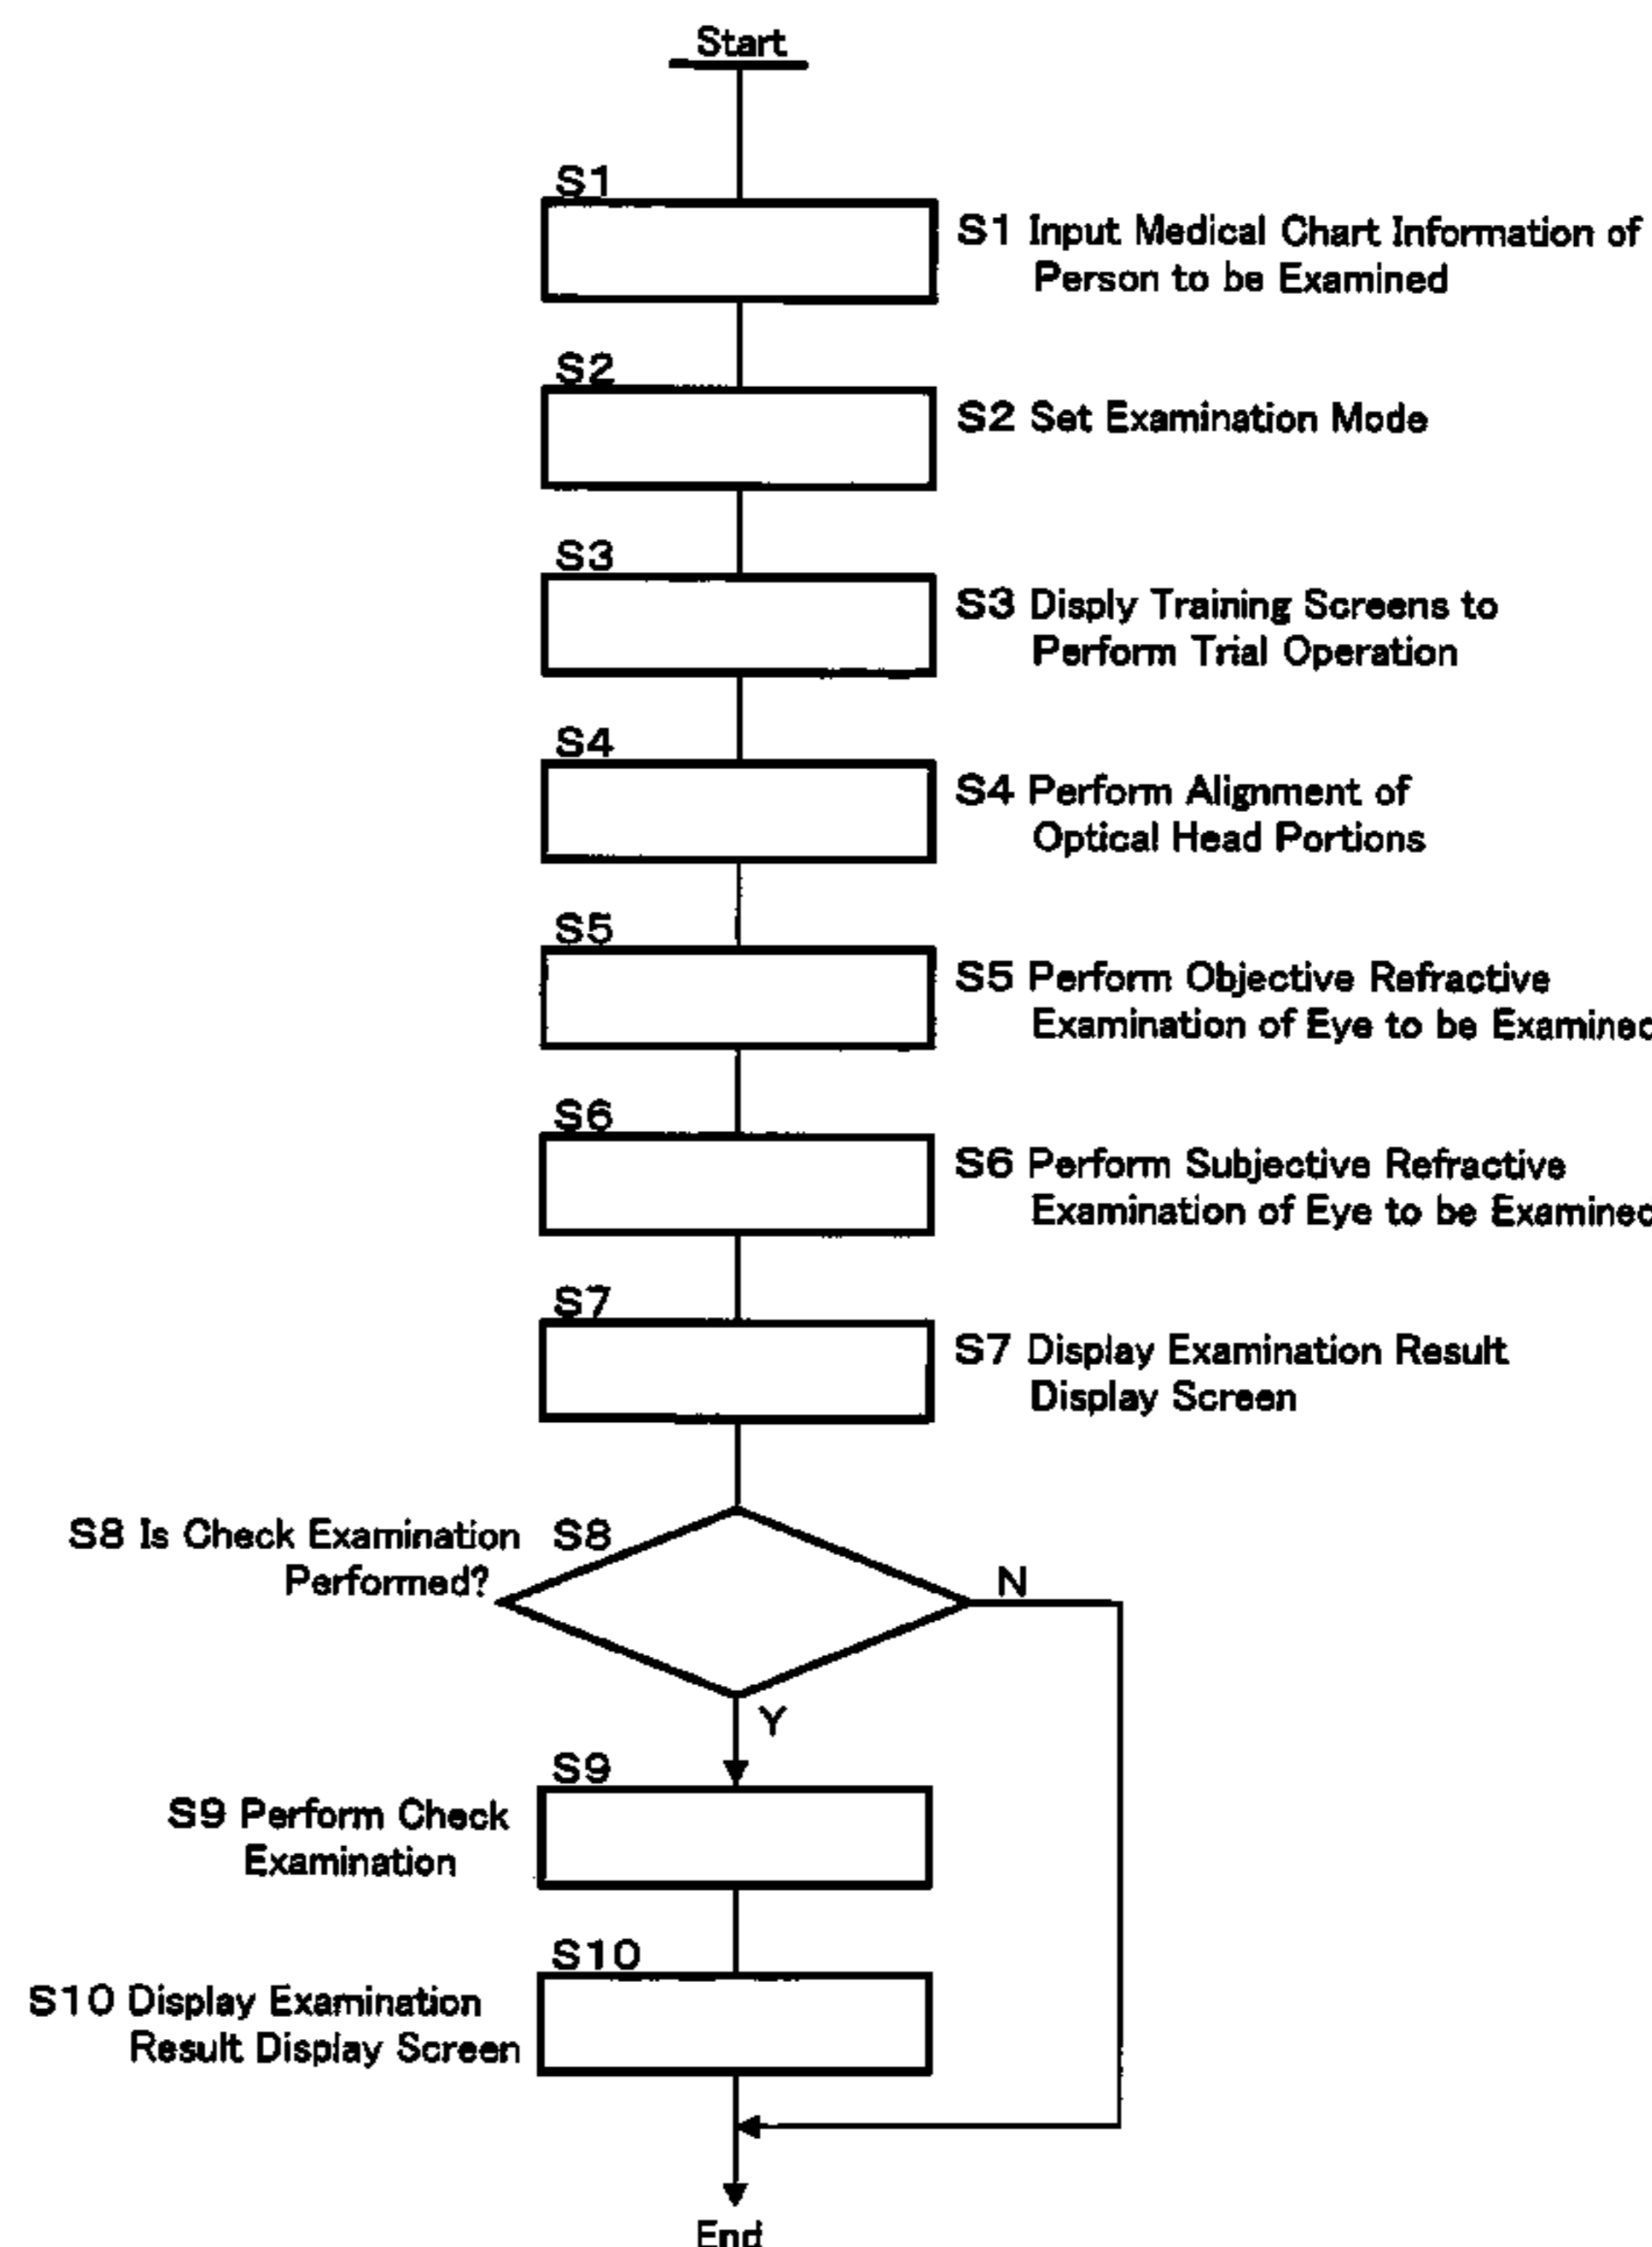 Start
S1
S1 Input Medical Chart Information of
Person to be Examined
S2
S2 Set Examination Mode
S3
S3 Disply Training Screens to
Perform Trial Operation
S4
S4 Perform Alignment of
Optical Head Portions
S5
S5 Perform Objective Refractive
Examination of Eye to be Examined
S6
S6 Perform Subjective Refractive
Examination of Eye to be Examined
S7
S7 Display Examination Result
Display Screen
S8 Is Check Examination
Performed?
S8
N
Y
S9
S9 Perform Check
Examination
S10
S10 Display Examination
Result Display Screen
End